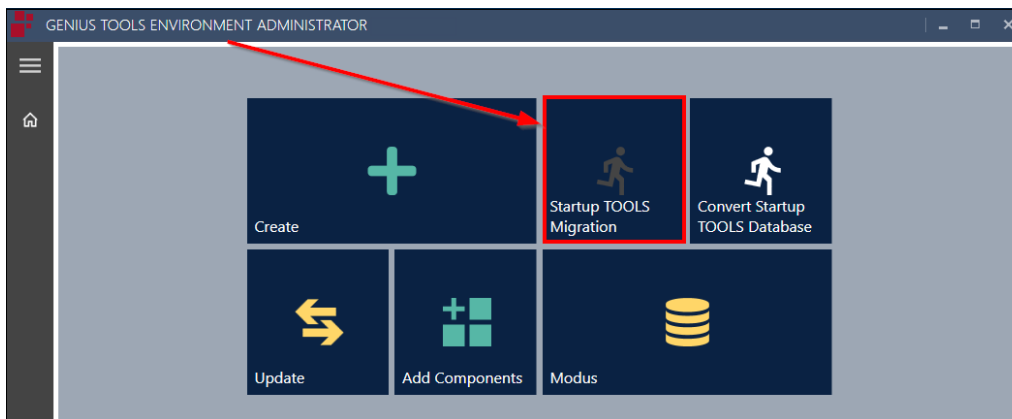 GENIUS TOOLS ENVIRONMENT ADMINISTRATOR
Create
Startup TOOLS
Migration
Convert Startup
TOOLS Database
Update
Add Components
Modus